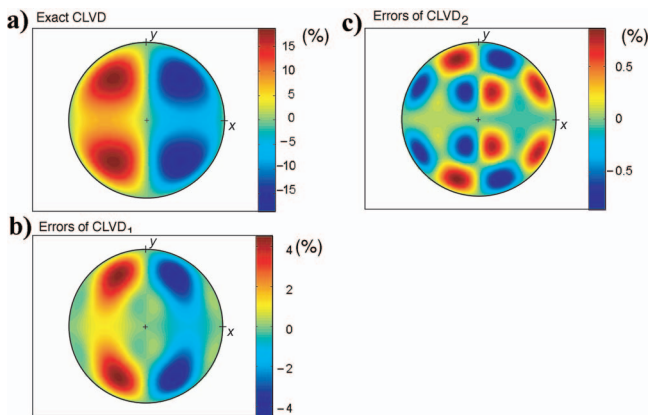 a) Exact CLVD
y
x
15 (%)
10
5
0
−5
−10
−15
b) Errors of CLVD₁
y
x
4 (%)
2
0
−2
−4
c) Errors of CLVD₂
y
x
(%)
0.5
0
−0.5